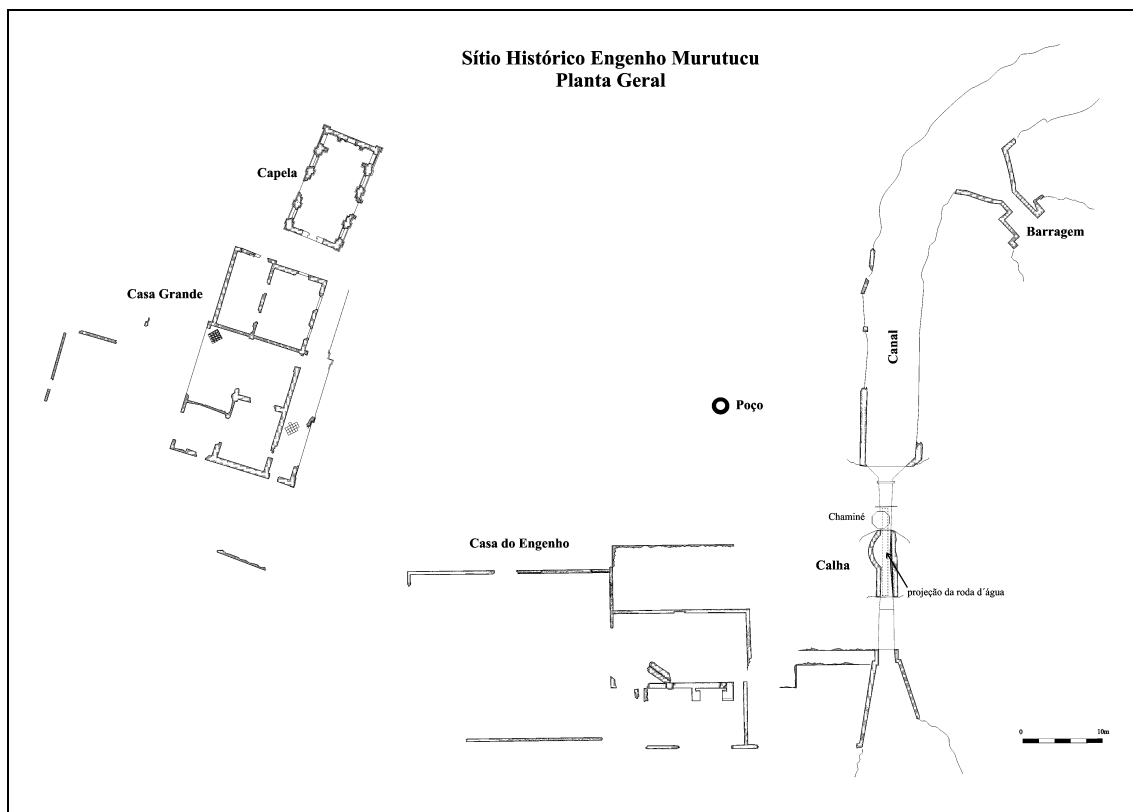 Sítio Histórico Engenho Murutucu
Planta Geral
Capela
Barragem
Casa Grande
Canal
Poço
Chaminé
Casa do Engenho
Calha
projeção da roda d´água
0 10m